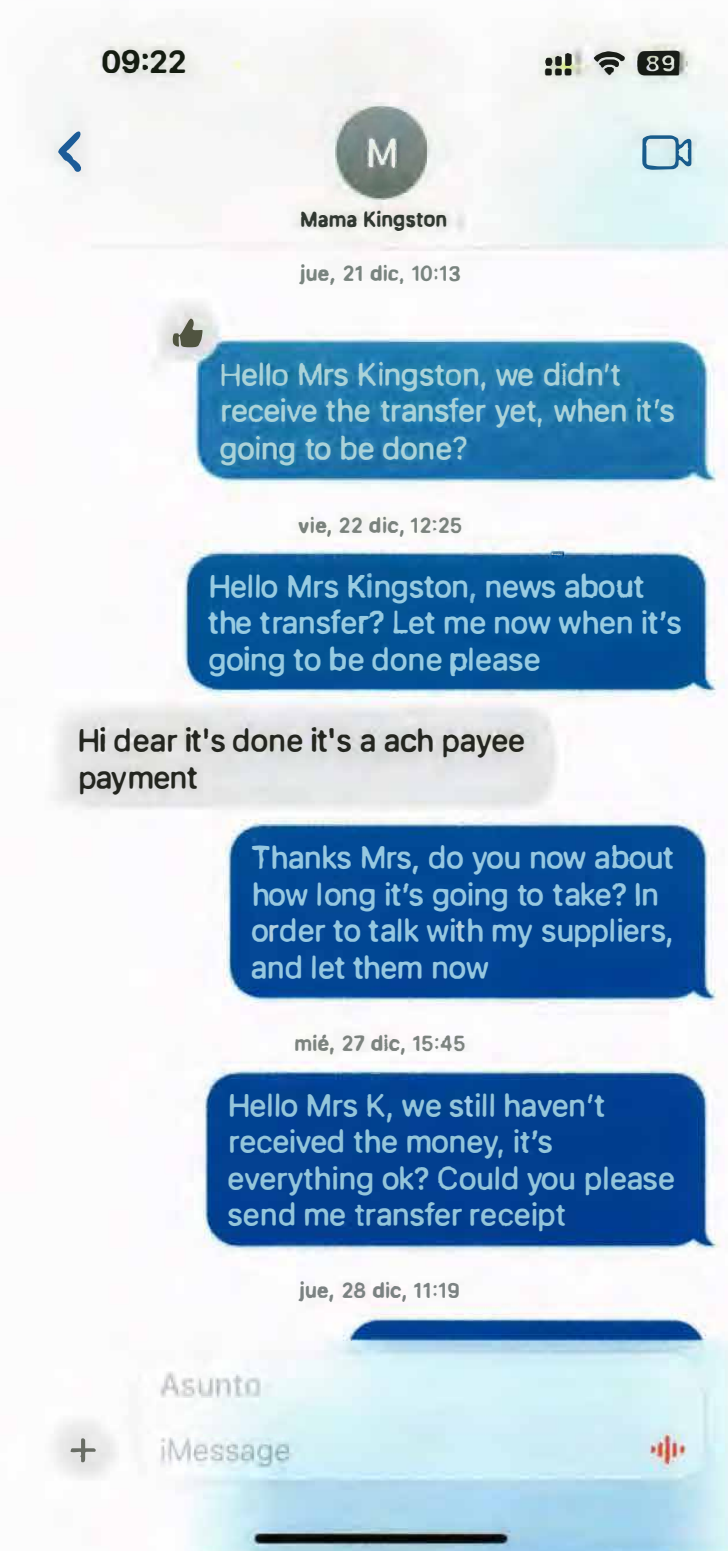 09:22
89
M
Mama Kingston
jue, 21 dic, 10:13
Hello Mrs Kingston, we didn't
receive the transfer yet, when it's
going to be done?
vie, 22 dic, 12:25
Hello Mrs Kingston, news about
the transfer? Let me now when it's
going to be done please
Hi dear it's done it's a ach payee
payment
Thanks Mrs, do you now about
how long it's going to take? In
order to talk with my suppliers,
and let them now
mié, 27 dic, 15:45
Hello Mrs K, we still haven't
received the money, it's
everything ok? Could you please
send me transfer receipt
jue, 28 dic, 11:19
Asunto
iMessage